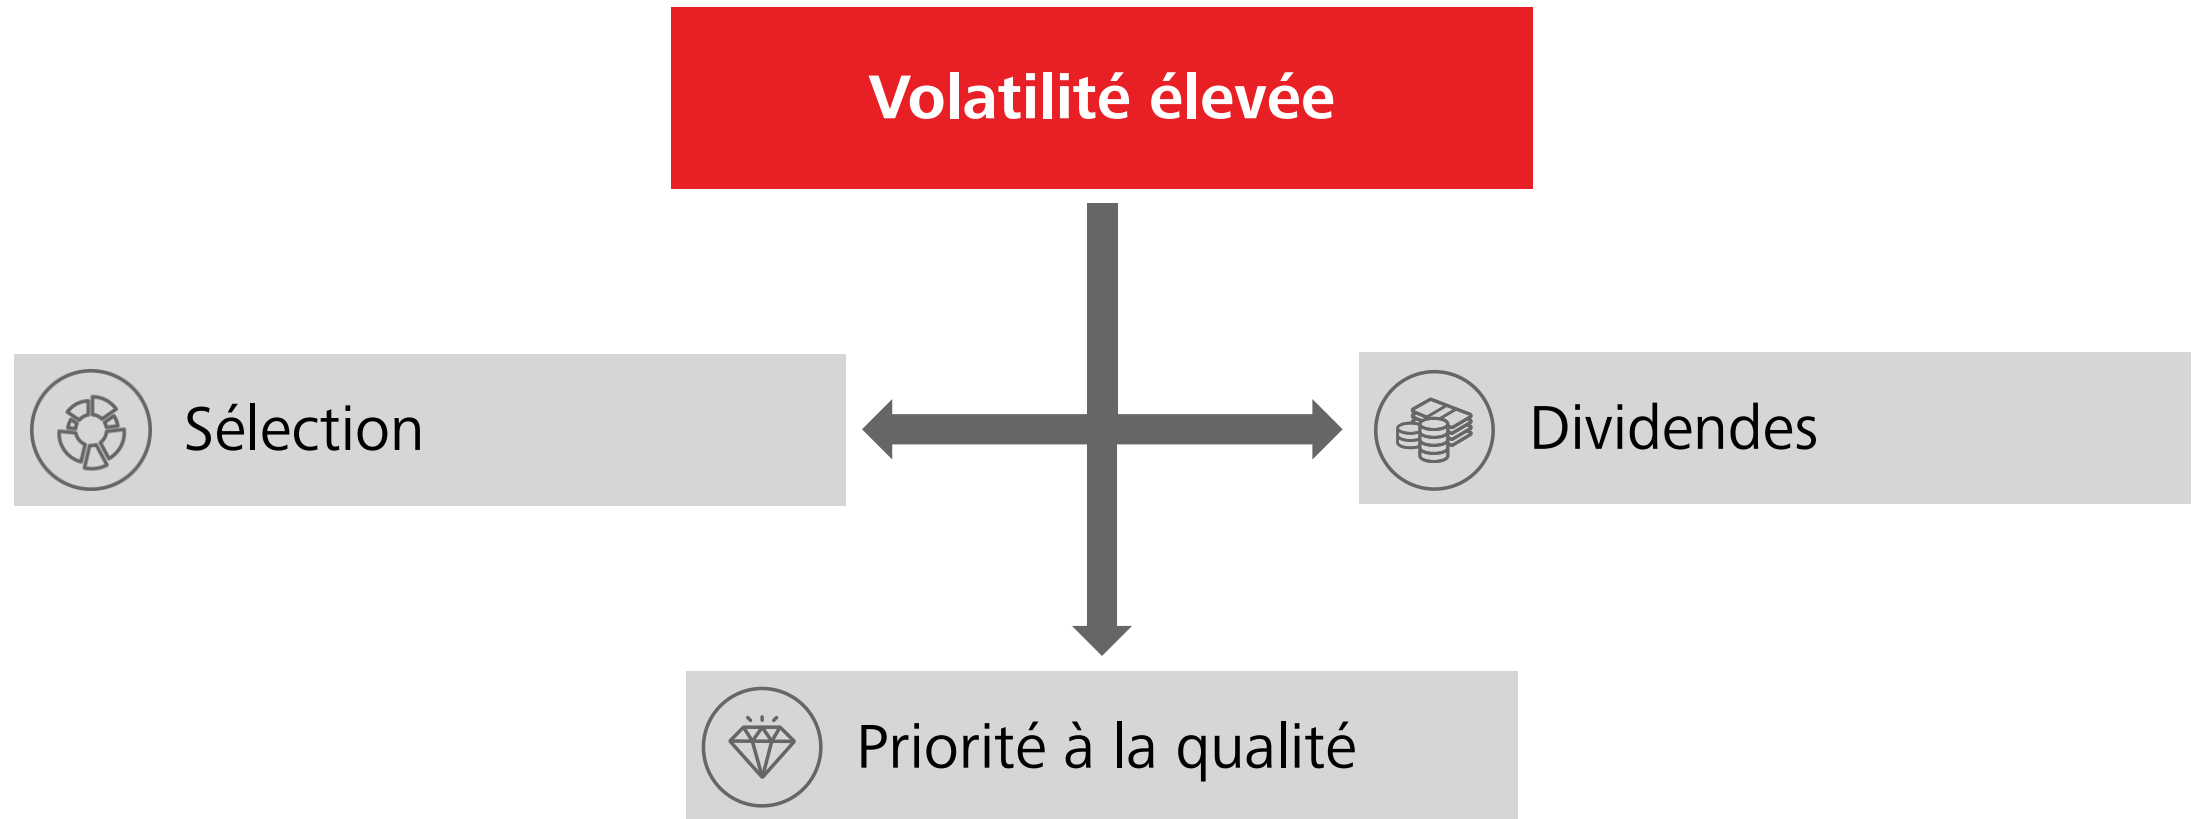 Volatilité élevée
Sélection
Dividendes
Priorité à la qualité